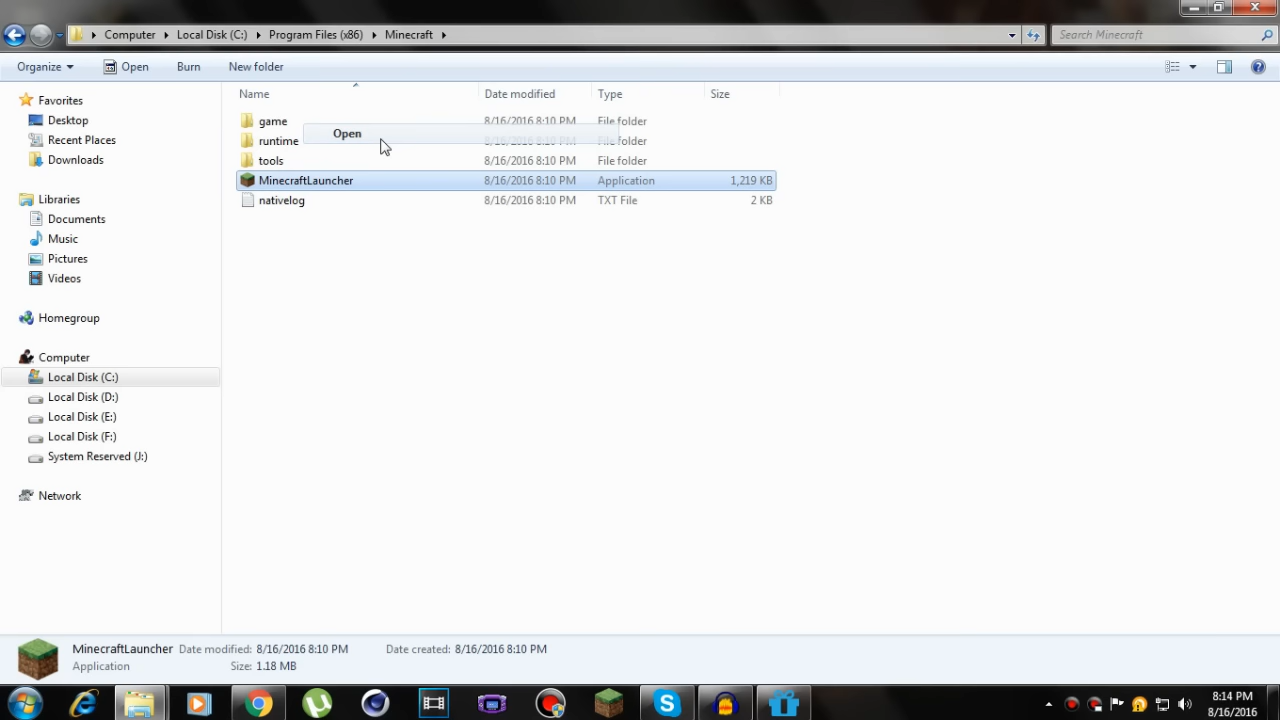 Computer Local Disk (C:) Program Files (x86) Minecraft Search Minecraft
Organize Open Burn New folder
Name Date modified Type Size
Favorites
Desktop
Recent Places
Downloads
Libraries
Documents
Music
Pictures
Videos
Homegroup
Computer
Local Disk (C:)
Local Disk (D:)
Local Disk (E:)
Local Disk (F:)
System Reserved (J:)
Network
game 8/16/2016 8:10 PM File folder
Open
runtime 8/16/2016 8:10 PM File folder
tools 8/16/2016 8:10 PM File folder
MinecraftLauncher 8/16/2016 8:10 PM Application 1,219 KB
nativelog 8/16/2016 8:10 PM TXT File 2 KB
MinecraftLauncher Date modified: 8/16/2016 8:10 PM Date created: 8/16/2016 8:10 PM
Application Size: 1.18 MB
8:14 PM
8/16/2016